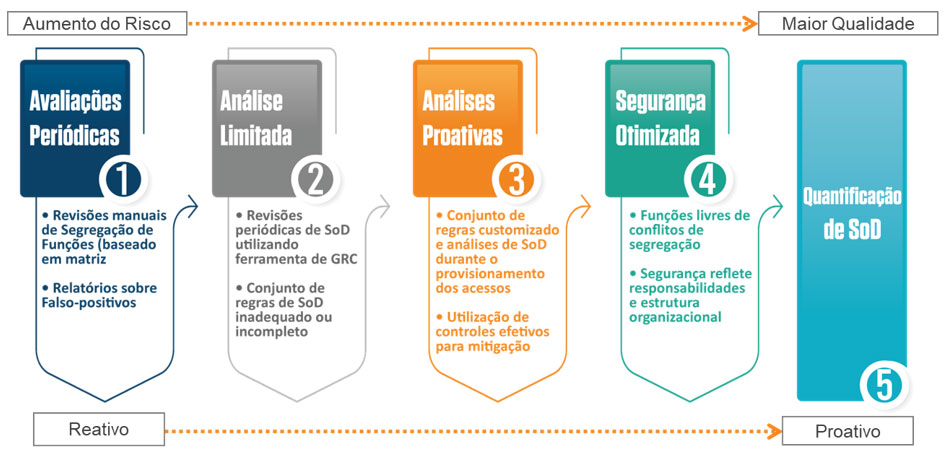 Aumento do Risco
Maior Qualidade
Avaliações
Periódicas
1
• Revisões manuais
de Segregação de
Funções (baseado
em matriz
• Relatórios sobre
Falso-positivos
Análise
Limitada
2
• Revisões
periódicas de SoD
utilizando
ferramenta de GRC
• Conjunto de
regras de SoD
inadequado ou
incompleto
Análises
Proativas
3
• Conjunto de
regras customizado
e análises de SoD
durante o
provisionamento
dos acessos
• Utilização de
controles efetivos
para mitigação
Segurança
Otimizada
4
• Funções livres de
conflitos de
segregação
• Segurança reflete
responsabilidades
e estrutura
organizacional
Quantificação
de SoD
5
Reativo
Proativo